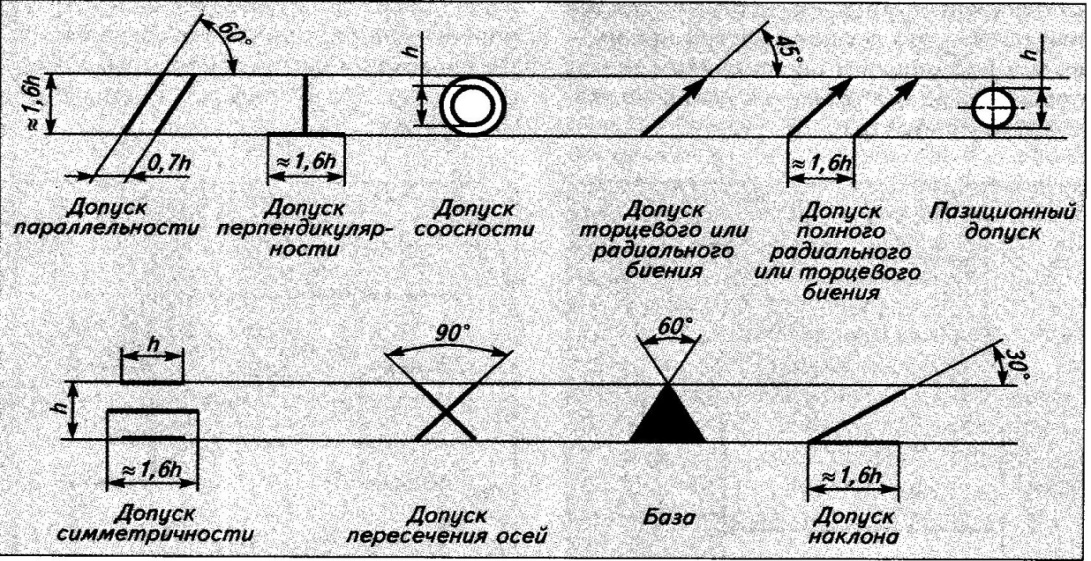 60°
h
45°
h
≈1,6h
0,7h
≈1,6h
≈1,6h
Допуск
параллельности
Допуск
перпендикуляр-
ности
Допуск
соосности
Допуск
торцевого или
радиального
биения
Допуск
полного
радиального
или торцевого
биения
Пазиционный
допуск
h
90°
60°
30°
h
≈1,6h
≈1,6h
Допуск
симметричности
Допуск
пересечения осей
База
Допуск
наклона